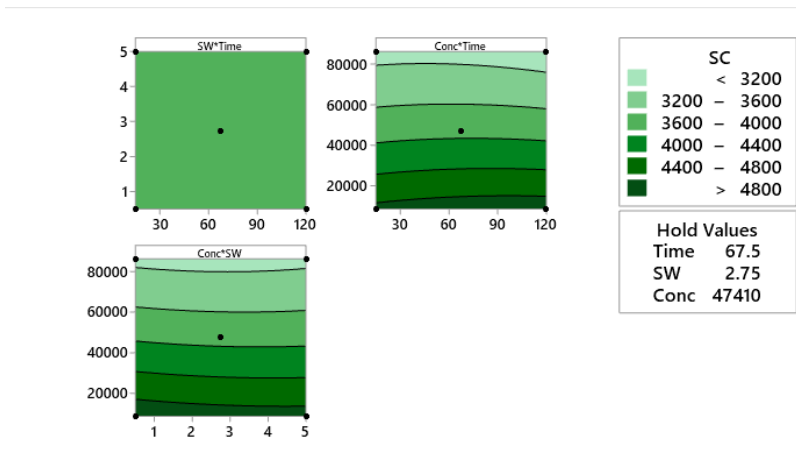 SW*Time
5
4
3
2
1
30 60 90 120
Conc*Time
80000
60000
40000
20000
30 60 90 120
Conc*SW
80000
60000
40000
20000
1 2 3 4 5
SC
< 3200
3200 – 3600
3600 – 4000
4000 – 4400
4400 – 4800
> 4800
Hold Values
Time 67.5
SW 2.75
Conc 47410